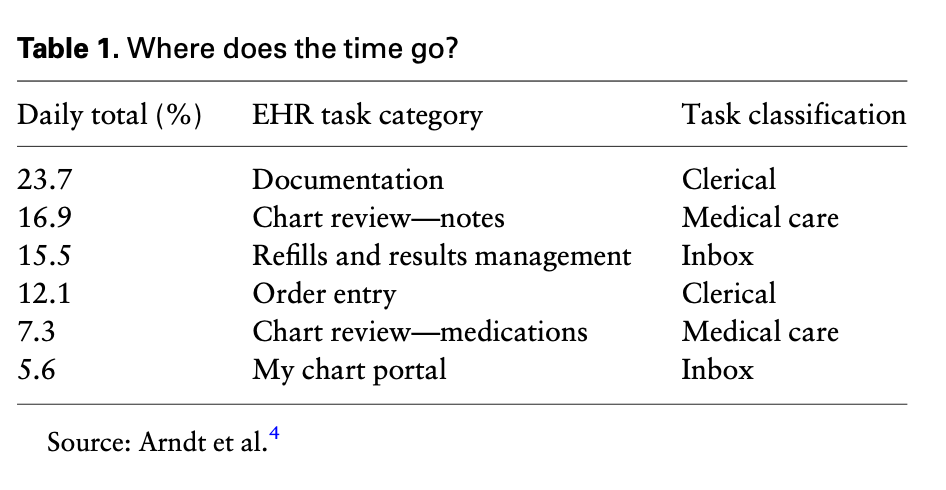 Table 1. Where does the time go?
Daily total (%) EHR task category Task classification
23.7 Documentation Clerical
16.9 Chart review—notes Medical care
15.5 Refills and results management Inbox
12.1 Order entry Clerical
7.3 Chart review—medications Medical care
5.6 My chart portal Inbox
Source: Arndt et al.4